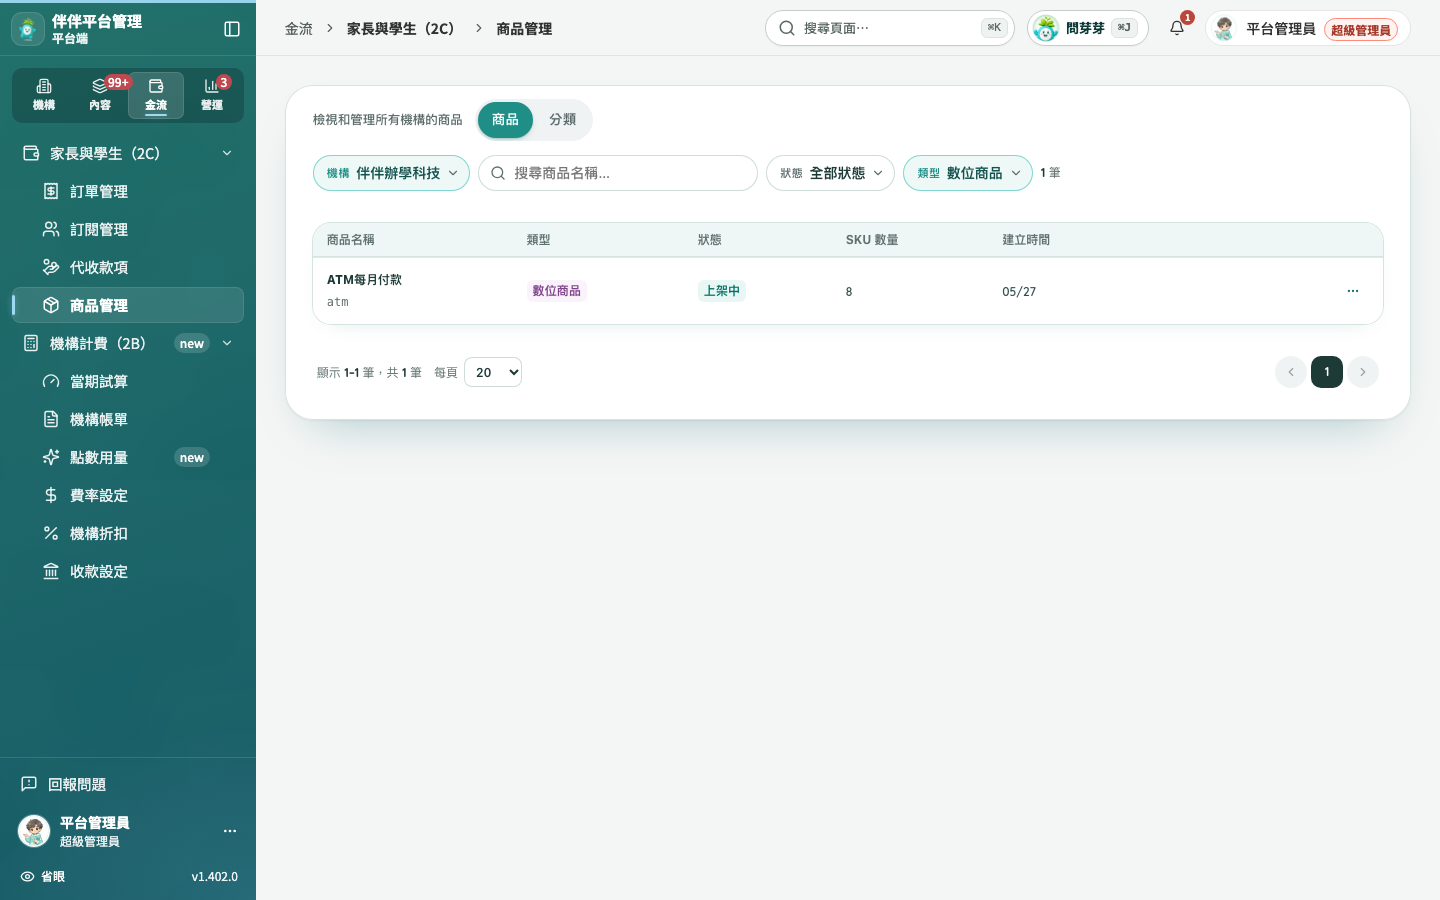 伴伴平台管理
平台端
機構
內容
99+
金流
營運
3
家長與學生（2C）
訂單管理
訂閱管理
代收款項
商品管理
機構計費（2B） new
當期試算
機構帳單
點數用量 new
費率設定
機構折扣
收款設定
回報問題
平台管理員
超級管理員
省眼 v1.402.0
金流 > 家長與學生（2C） > 商品管理
搜尋頁面… ⌘K
問芽芽 ⌘J
1
平台管理員 超級管理員
檢視和管理所有機構的商品 商品 分類
機構 伴伴辦學科技 搜尋商品名稱... 狀態 全部狀態 類型 數位商品 1 筆
商品名稱 類型 狀態 SKU 數量 建立時間
ATM每月付款
atm
數位商品 上架中 8 05/27
顯示 1-1 筆，共 1 筆 每頁 20
1